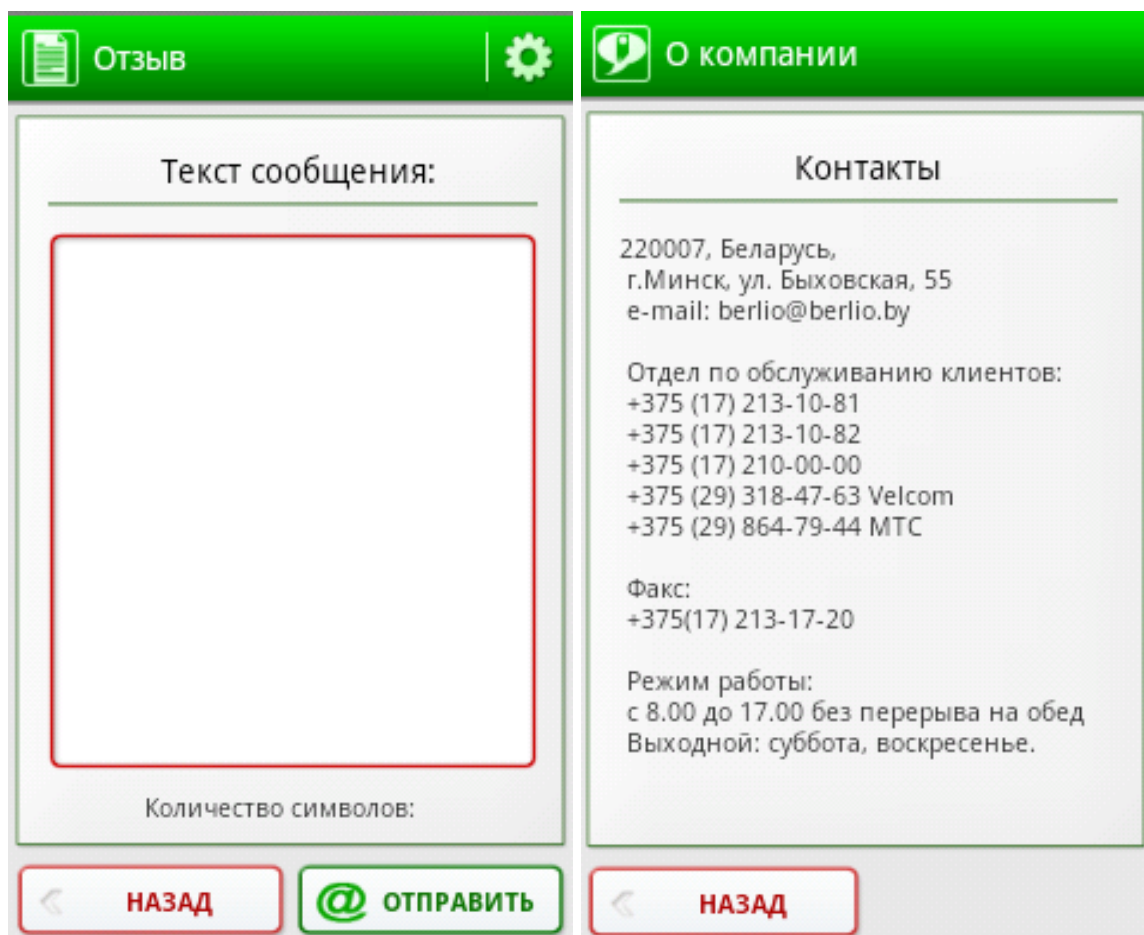 Отзыв
Текст сообщения:
Количество символов:
НАЗАД
@ ОТПРАВИТЬ
О компании
Контакты
220007, Беларусь,
г.Минск, ул. Быховская, 55
e-mail: berlio@berlio.by
Отдел по обслуживанию клиентов:
+375 (17) 213-10-81
+375 (17) 213-10-82
+375 (17) 210-00-00
+375 (29) 318-47-63 Velcom
+375 (29) 864-79-44 МТС
Факс:
+375(17) 213-17-20
Режим работы:
с 8.00 до 17.00 без перерыва на обед
Выходной: суббота, воскресенье.
НАЗАД